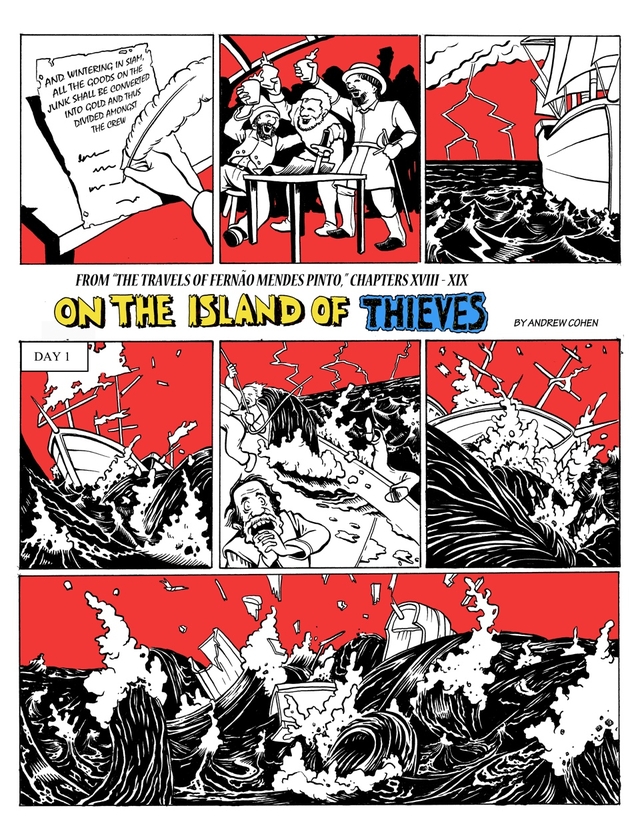 AND WINTERING IN SIAM,
ALL THE GOODS ON THE
JUNK SHALL BE CONVERTED
INTO GOLD AND THUS
DIVIDED AMONGST
THE CREW
FROM "THE TRAVELS OF FERNÃO MENDES PINTO," CHAPTERS XVIII - XIX
ON THE ISLAND OF THIEVES
BY ANDREW COHEN
DAY 1